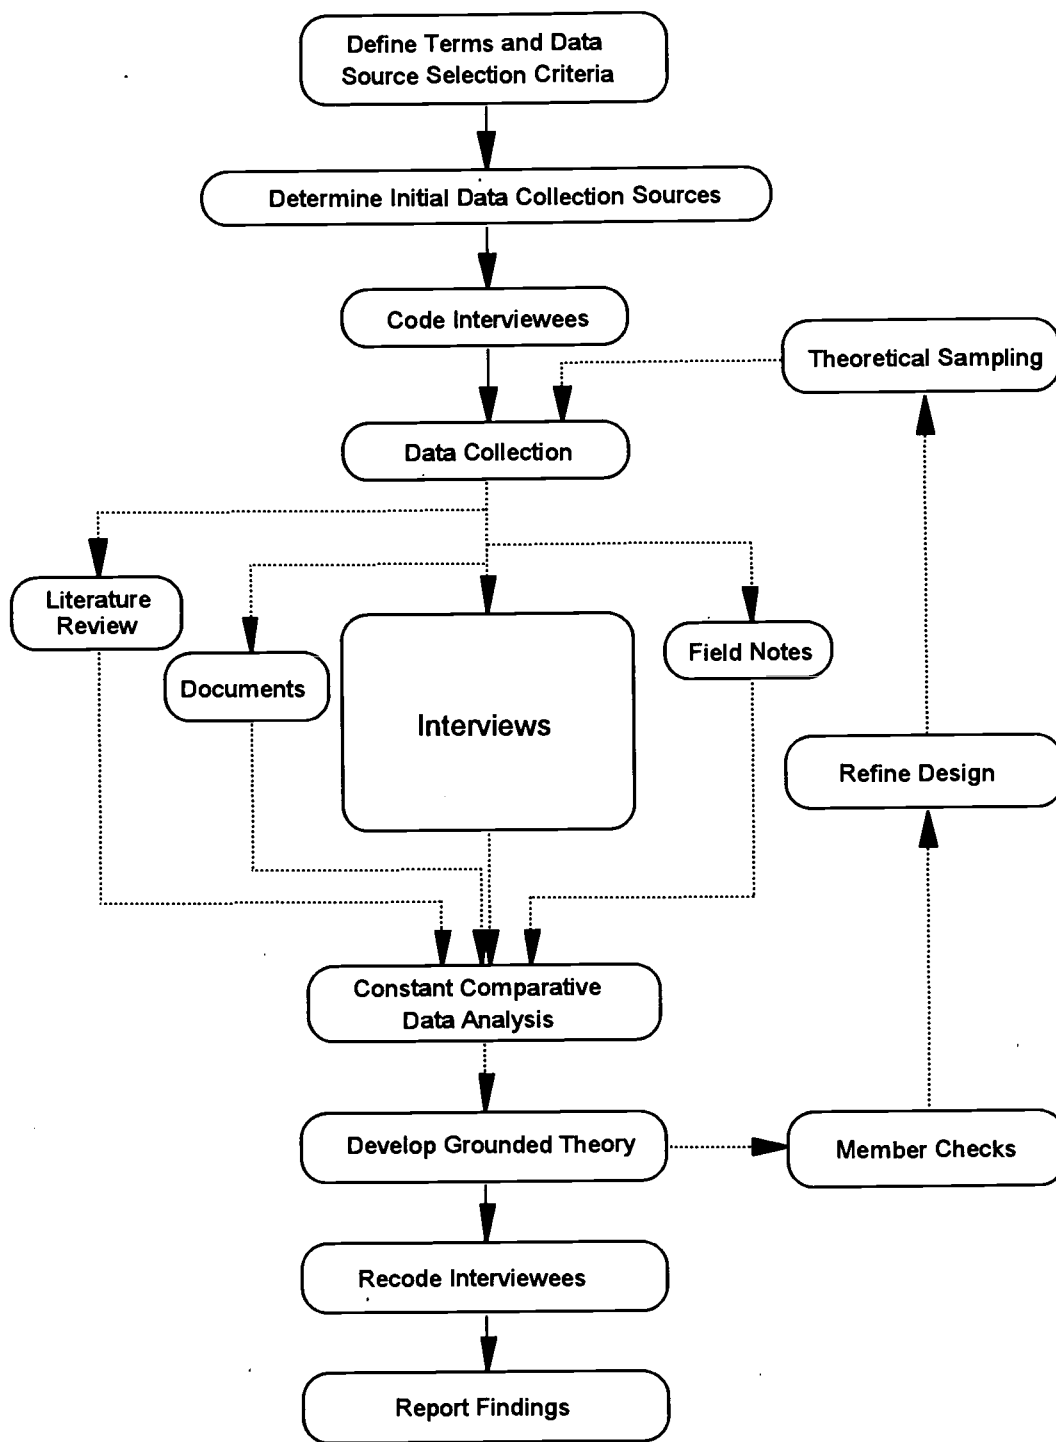 Define Terms and Data
Source Selection Criteria
Determine Initial Data Collection Sources
Code Interviewees
Theoretical Sampling
Data Collection
Literature
Review
Documents
Interviews
Field Notes
Refine Design
Constant Comparative
Data Analysis
Develop Grounded Theory
Member Checks
Recode Interviewees
Report Findings